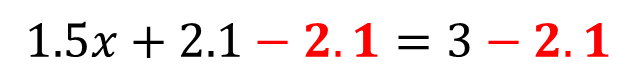 1.5x + 2.1 − 2.1 = 3 − 2.1